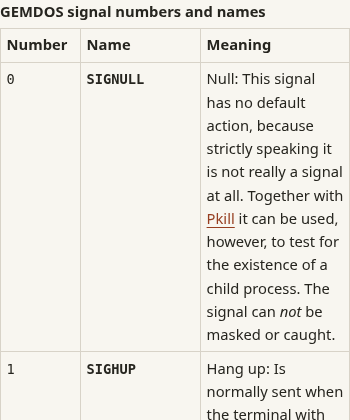 GEMDOS signal numbers and names
Number Name Meaning
0 SIGNULL Null: This signal
has no default
action, because
strictly speaking it
is not really a signal
at all. Together with
Pkill it can be used,
however, to test for
the existence of a
child process. The
signal can not be
masked or caught.
1 SIGHUP Hang up: Is
normally sent when
the terminal with